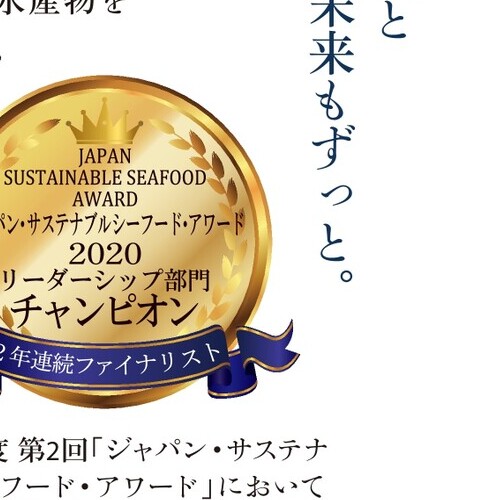 と
未来もずっと。
水産物を
JAPAN
SUSTAINABLE SEAFOOD
AWARD
パン・サステナブルシーフード・アワード
2020
リーダーシップ部門
チャンピオン
2年連続ファイナリスト
度 第2回「ジャパン・サステナ
フード・アワード」において